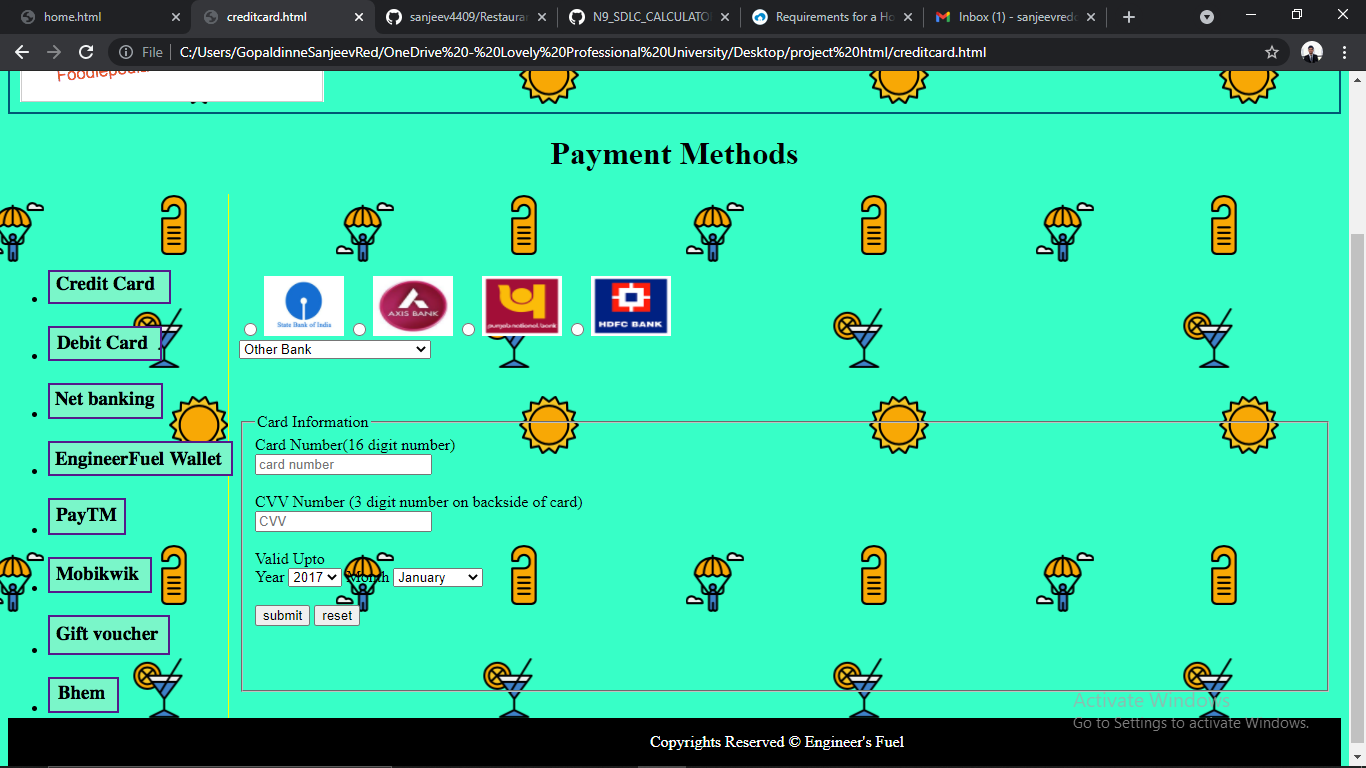 home.html
creditcard.html
sanjeev4409/Restaurar
N9_SDLC_CALCULATO
Requirements for a Ho
Inbox (1) - sanjeevredd
File
C:/Users/GopaldinneSanjeevRed/OneDrive%20-%20Lovely%20Professional%20University/Desktop/project%20html/creditcard.html
Payment Methods
Credit Card
Debit Card
Net banking
EngineerFuel Wallet
PayTM
Mobikwik
Gift voucher
Bhem
State Bank of India
AXIS BANK
punjab national bank
HDFC BANK
Other Bank
Card Information
Card Number(16 digit number)
card number
CVV Number (3 digit number on backside of card)
CVV
Valid Upto
Year 2017 Month January
submit reset
Activate Windows
Go to Settings to activate Windows.
Copyrights Reserved © Engineer's Fuel